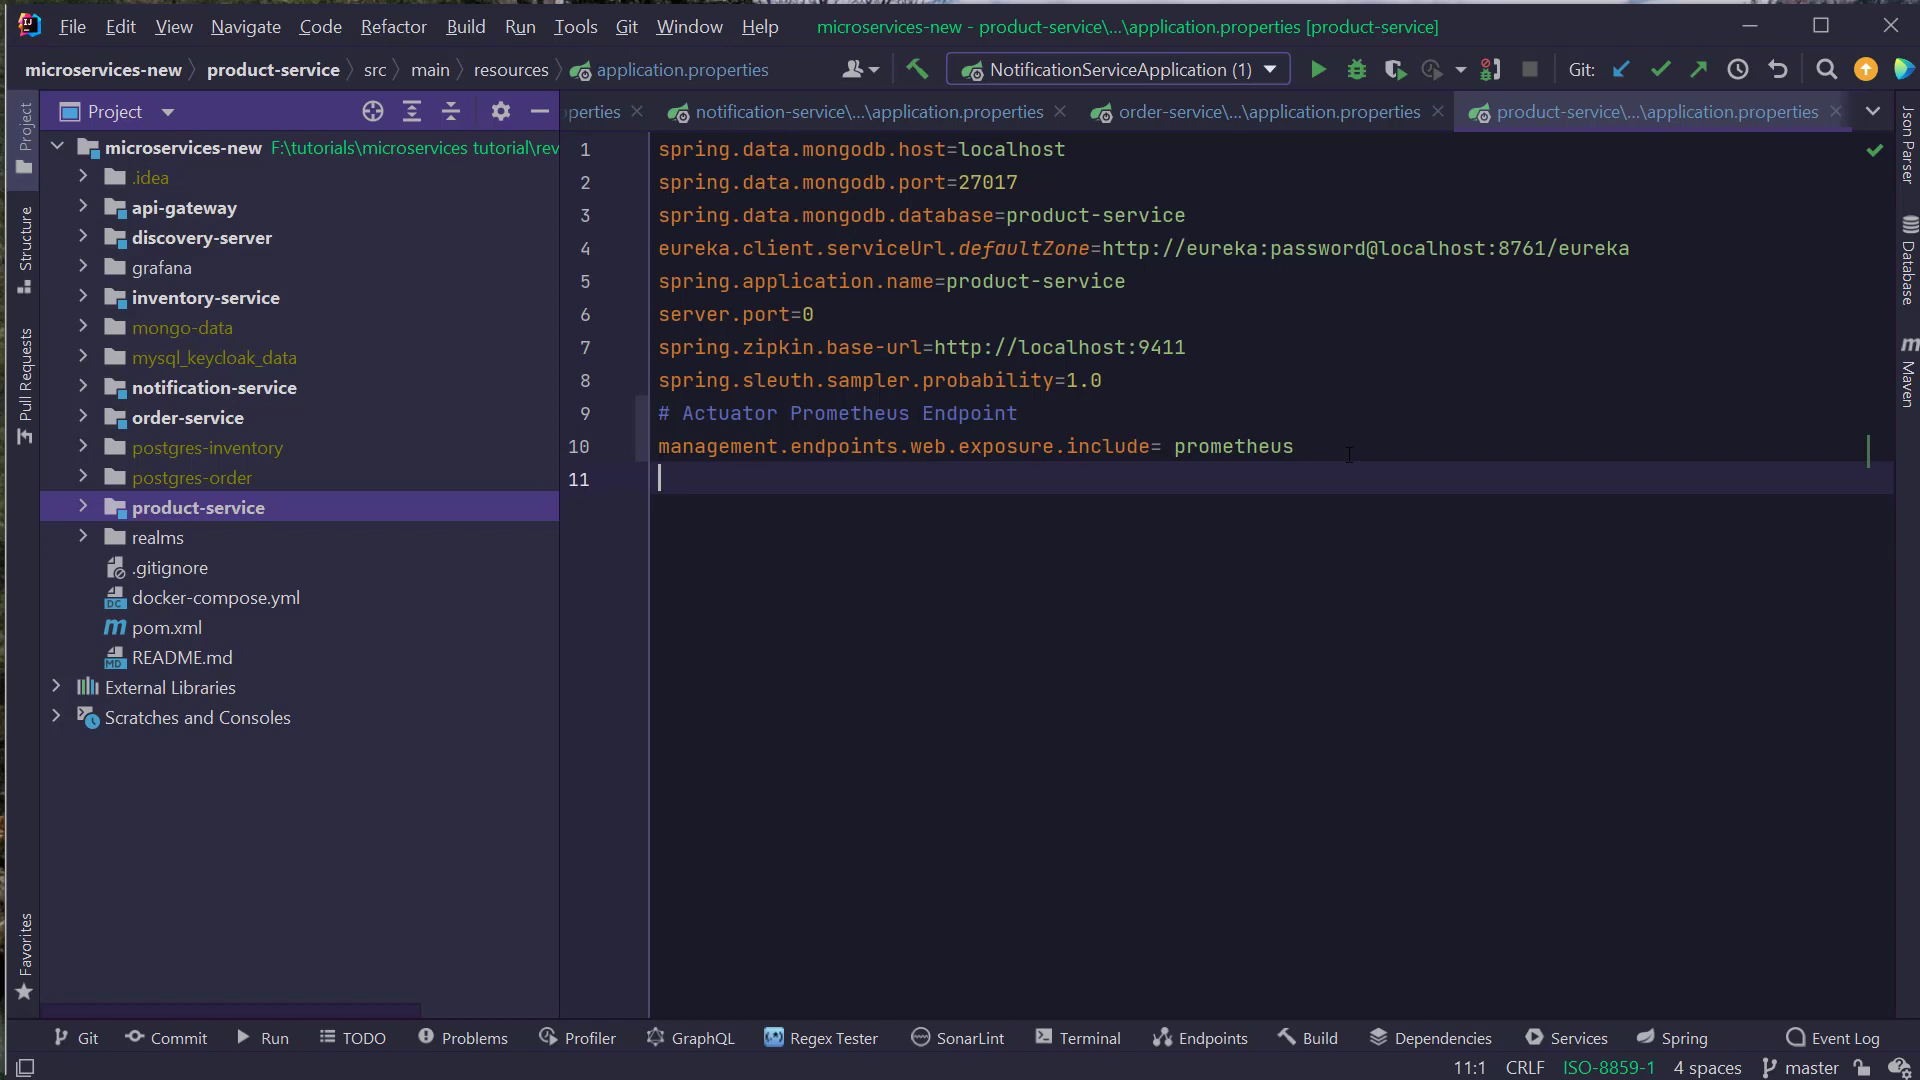 File Edit View Navigate Code Refactor Build Run Tools Git Window Help microservices-new - product-service\...\application.properties [product-service]
microservices-new product-service src main resources application.properties NotificationServiceApplication (1) Git:
Project
operties notification-service\...\application.properties order-service\...\application.properties product-service\...\application.properties
microservices-new F:\tutorials\microservices tutorial\rev
.idea
api-gateway
discovery-server
grafana
inventory-service
mongo-data
mysql_keycloak_data
notification-service
order-service
postgres-inventory
postgres-order
product-service
realms
.gitignore
docker-compose.yml
pom.xml
README.md
External Libraries
Scratches and Consoles
1 spring.data.mongodb.host=localhost
2 spring.data.mongodb.port=27017
3 spring.data.mongodb.database=product-service
4 eureka.client.serviceUrl.defaultZone=http://eureka:password@localhost:8761/eureka
5 spring.application.name=product-service
6 server.port=0
7 spring.zipkin.base-url=http://localhost:9411
8 spring.sleuth.sampler.probability=1.0
9 # Actuator Prometheus Endpoint
10 management.endpoints.web.exposure.include= prometheus
11
Project
Structure
Pull Requests
Favorites
Json Parser
Database
Maven
Git Commit Run TODO Problems Profiler GraphQL Regex Tester SonarLint Terminal Endpoints Build Dependencies Services Spring Event Log
11:1 CRLF ISO-8859-1 4 spaces master